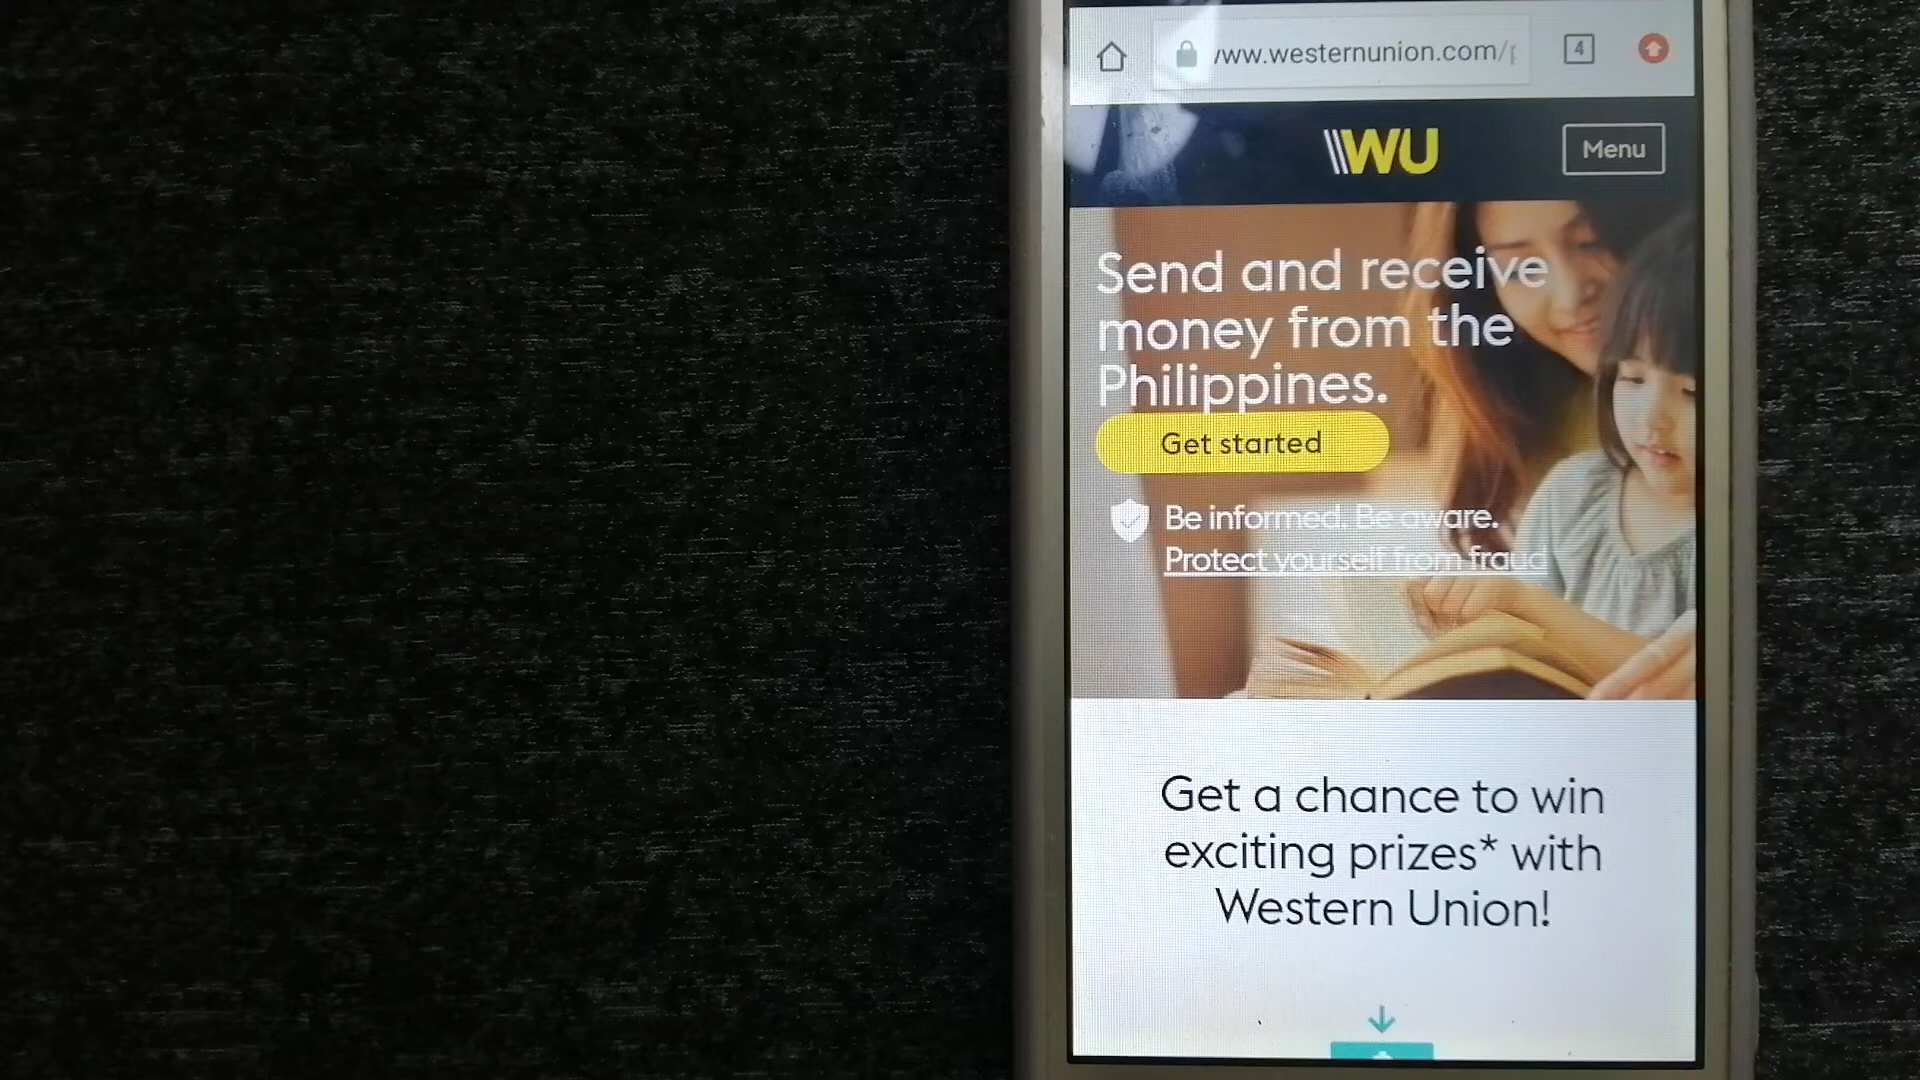 www.westernunion.com/
4
WU
Menu
Send and receive
money from the
Philippines.
Get started
Be informed. Be aware.
Protect yourself from fraud
Get a chance to win
exciting prizes* with
Western Union!